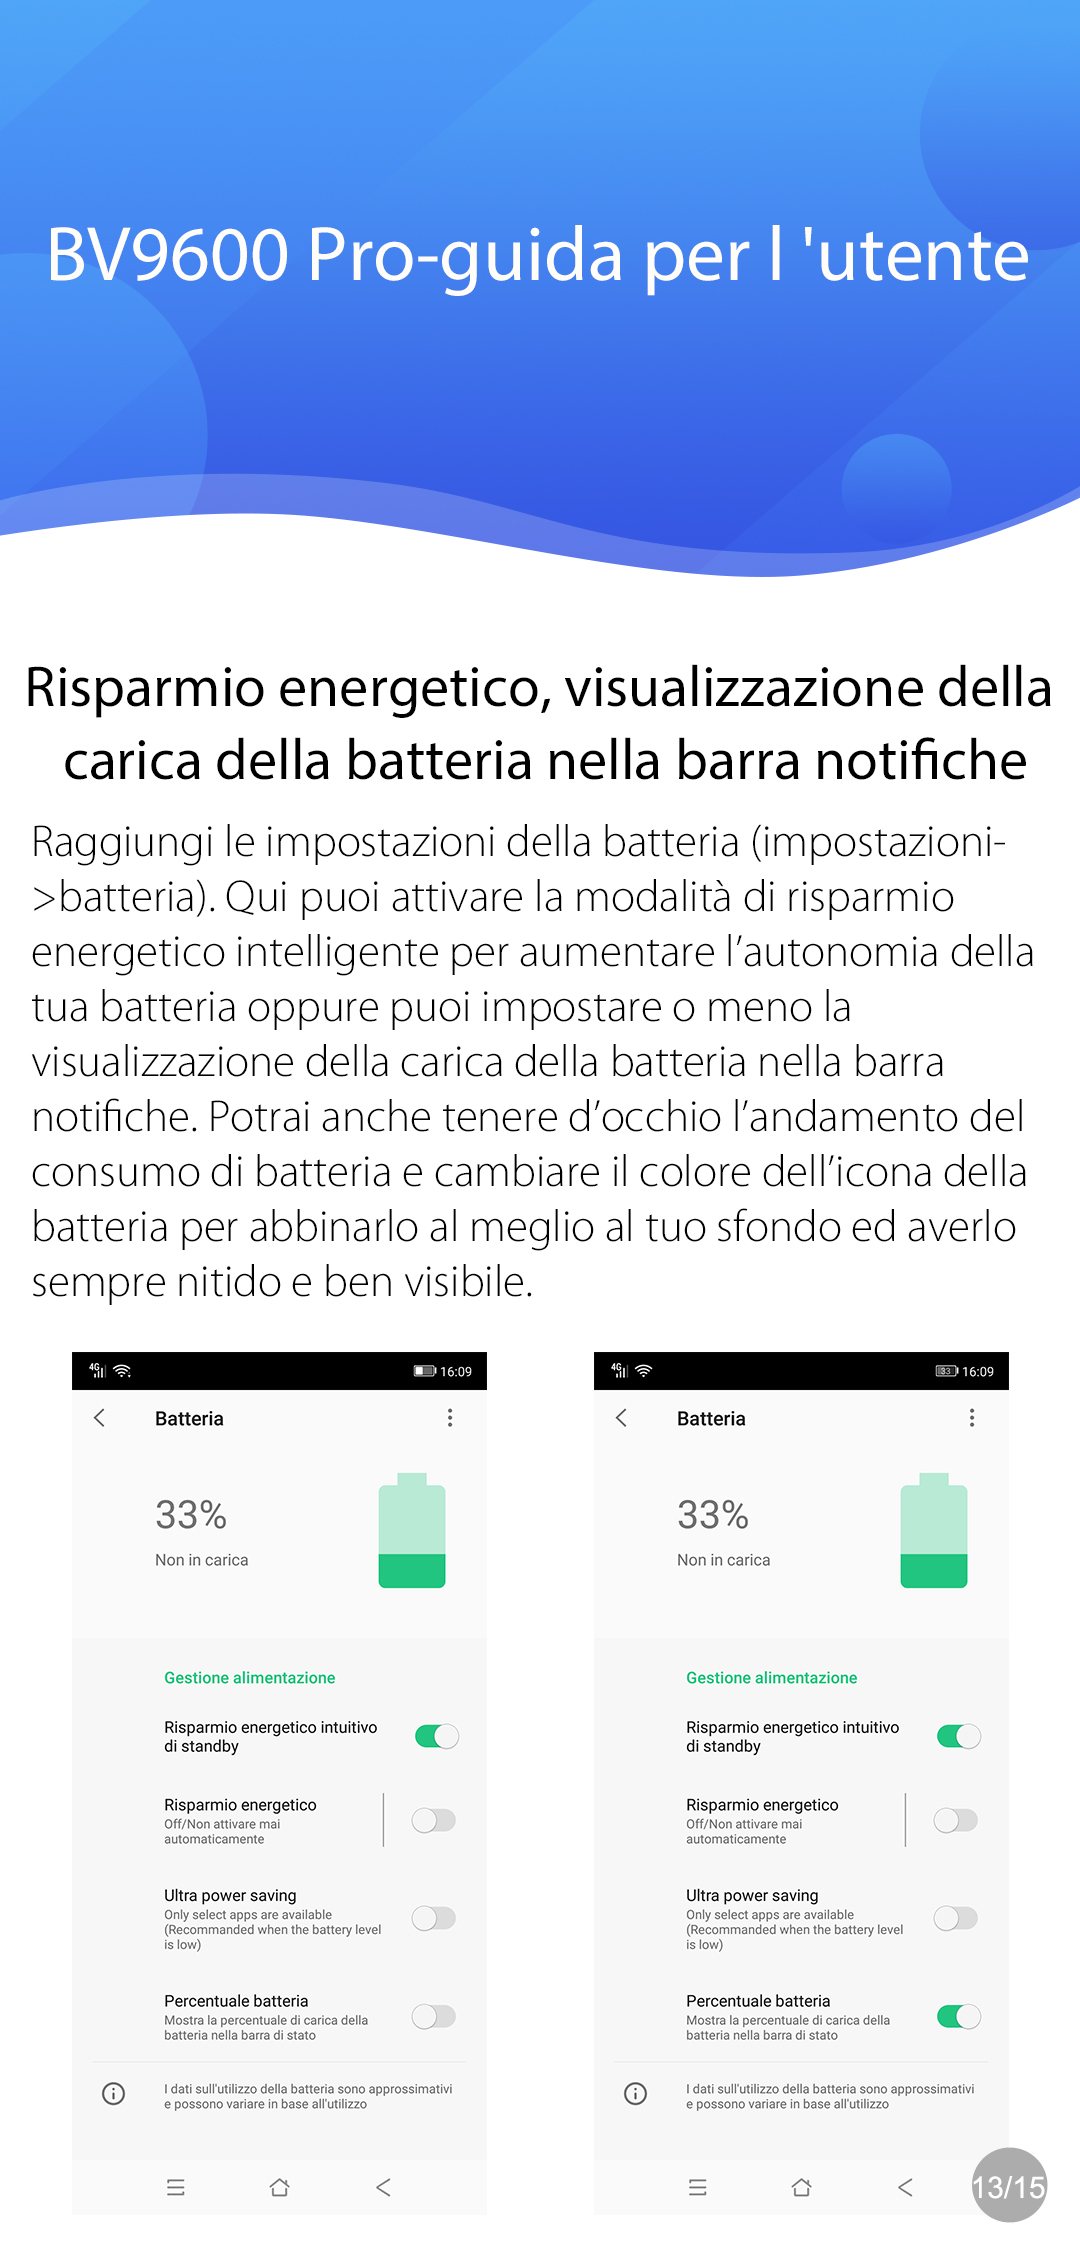 BV9600 Pro-guida per l 'utente
Risparmio energetico, visualizzazione della
carica della batteria nella barra notifiche
Raggiungi le impostazioni della batteria (impostazioni-
>batteria). Qui puoi attivare la modalità di risparmio
energetico intelligente per aumentare l’autonomia della
tua batteria oppure puoi impostare o meno la
visualizzazione della carica della batteria nella barra
notifiche. Potrai anche tenere d’occhio l’andamento del
consumo di batteria e cambiare il colore dell’icona della
batteria per abbinarlo al meglio al tuo sfondo ed averlo
sempre nitido e ben visibile.
4G 16:09
Batteria
33%
Non in carica
Gestione alimentazione
Risparmio energetico intuitivo
di standby
Risparmio energetico
Off/Non attivare mai
automaticamente
Ultra power saving
Only select apps are available
(Recommanded when the battery level
is low)
Percentuale batteria
Mostra la percentuale di carica della
batteria nella barra di stato
I dati sull'utilizzo della batteria sono approssimativi
e possono variare in base all'utilizzo
4G 33 16:09
Batteria
33%
Non in carica
Gestione alimentazione
Risparmio energetico intuitivo
di standby
Risparmio energetico
Off/Non attivare mai
automaticamente
Ultra power saving
Only select apps are available
(Recommanded when the battery level
is low)
Percentuale batteria
Mostra la percentuale di carica della
batteria nella barra di stato
I dati sull'utilizzo della batteria sono approssimativi
e possono variare in base all'utilizzo
13/15